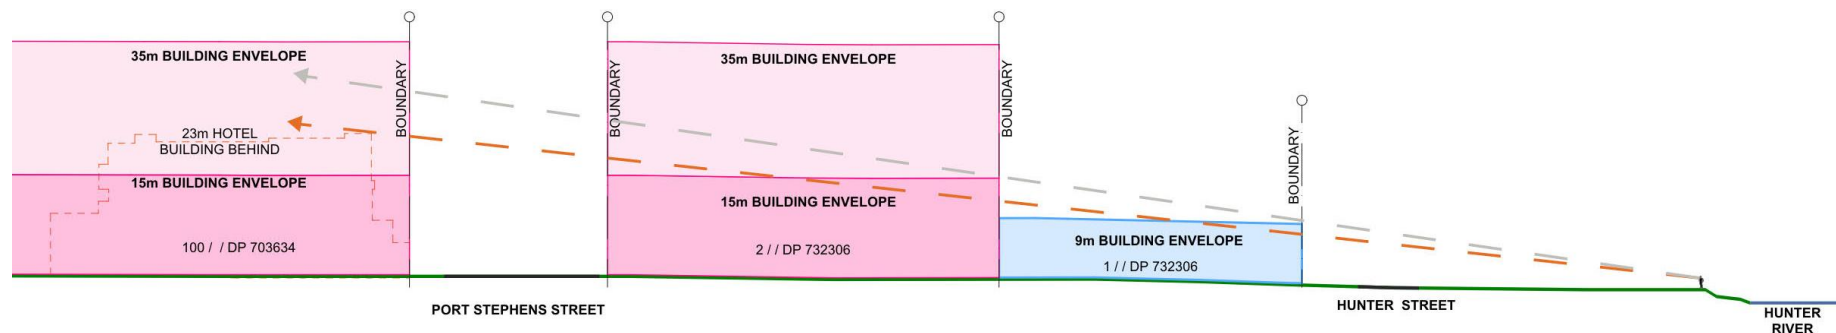 35m BUILDING ENVELOPE
23m HOTEL
BUILDING BEHIND
15m BUILDING ENVELOPE
100 / / DP 703634
BOUNDARY
PORT STEPHENS STREET
BOUNDARY
35m BUILDING ENVELOPE
15m BUILDING ENVELOPE
2 / / DP 732306
BOUNDARY
9m BUILDING ENVELOPE
1 / / DP 732306
BOUNDARY
HUNTER STREET
HUNTER
RIVER